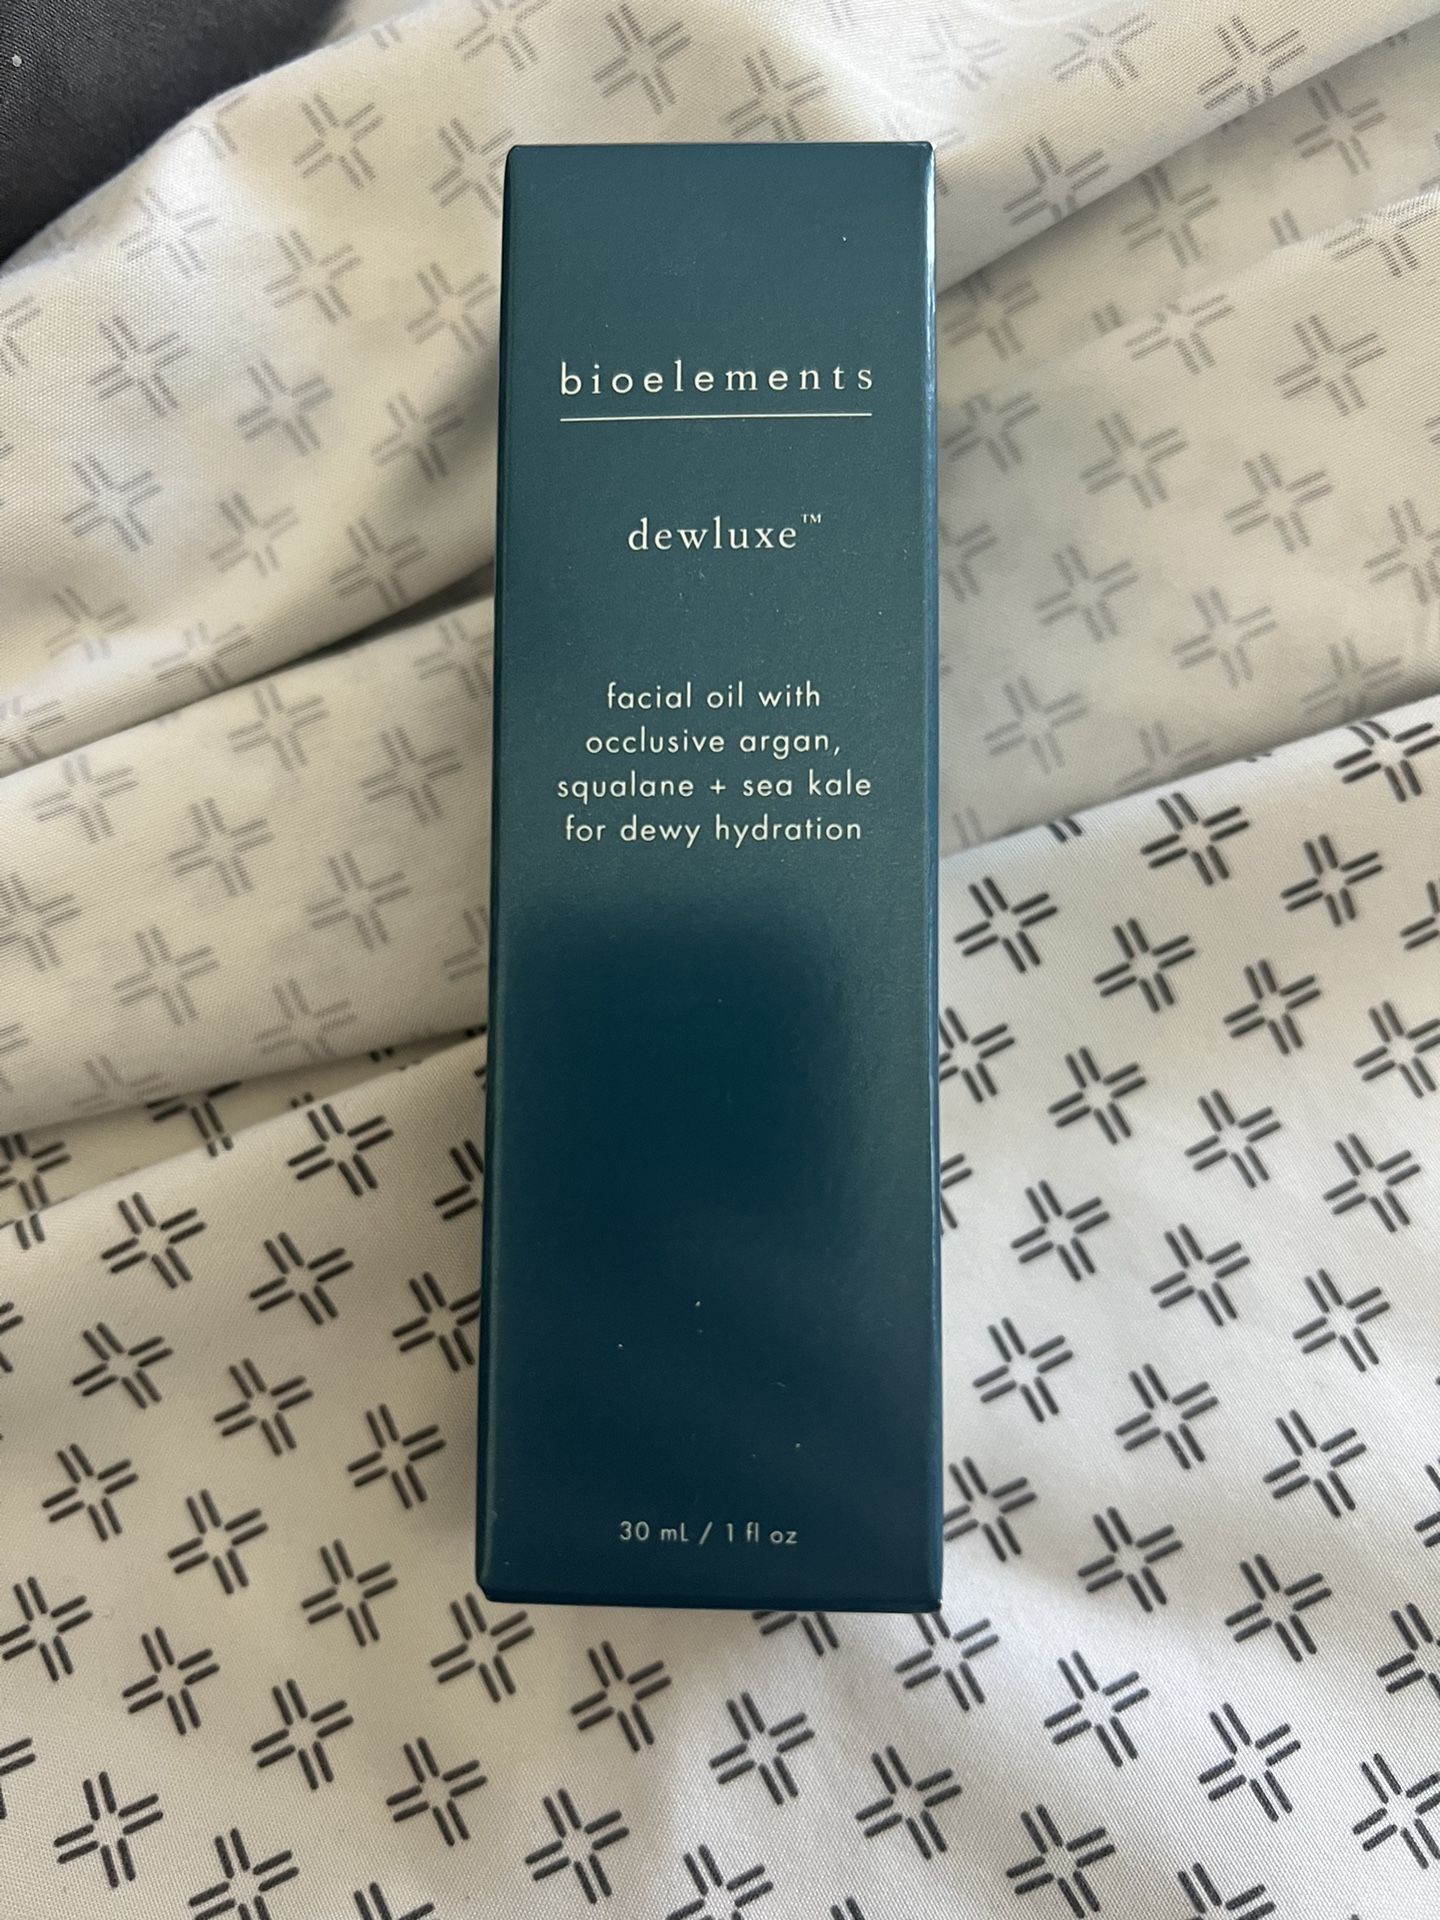 bioelements
dewluxe™
facial oil with
occlusive argan,
squalane + sea kale
for dewy hydration
30 mL / 1 fl oz